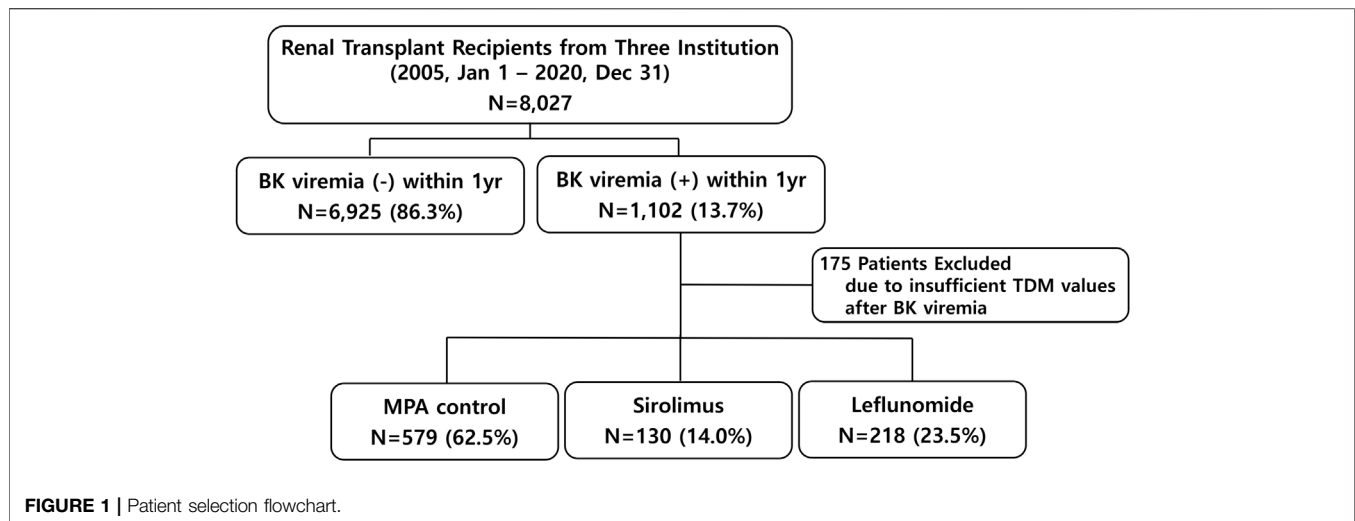 Renal Transplant Recipients from Three Institution
(2005, Jan 1 – 2020, Dec 31)
N=8,027
BK viremia (-) within 1yr
N=6,925 (86.3%)
BK viremia (+) within 1yr
N=1,102 (13.7%)
175 Patients Excluded
due to insufficient TDM values
after BK viremia
MPA control
N=579 (62.5%)
Sirolimus
N=130 (14.0%)
Leflunomide
N=218 (23.5%)
FIGURE 1 | Patient selection flowchart.